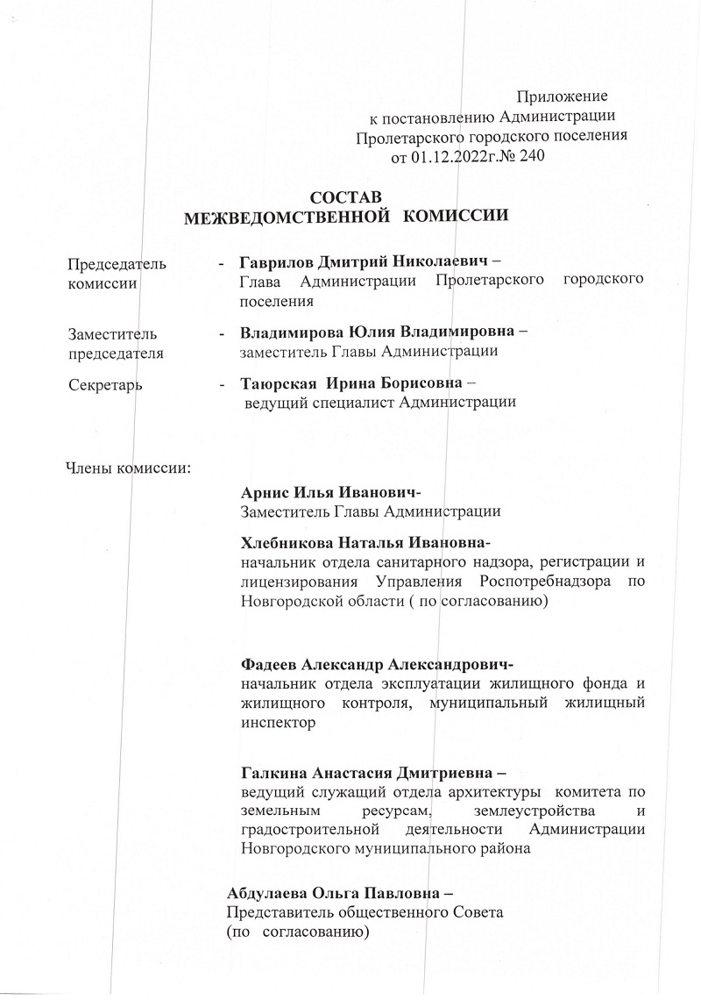 Приложение
к постановлению Администрации
Пролетарского городского поселения
от 01.12.2022г.№ 240
СОСТАВ
МЕЖВЕДОМСТВЕННОЙ КОМИССИИ
Председатель - Гаврилов Дмитрий Николаевич –
комиссии Глава Администрации Пролетарского городского
поселения
Заместитель - Владимирова Юлия Владимировна –
председателя заместитель Главы Администрации
Секретарь - Таюрская Ирина Борисовна –
ведущий специалист Администрации
Члены комиссии:
Арнис Илья Иванович-
Заместитель Главы Администрации
Хлебникова Наталья Ивановна-
начальник отдела санитарного надзора, регистрации и
лицензирования Управления Роспотребнадзора по
Новгородской области ( по согласованию)
Фадеев Александр Александрович-
начальник отдела эксплуатации жилищного фонда и
жилищного контроля, муниципальный жилищный
инспектор
Галкина Анастасия Дмитриевна –
ведущий служащий отдела архитектуры комитета по
земельным ресурсам, землеустройства и
градостроительной деятельности Администрации
Новгородского муниципального района
Абдулаева Ольга Павловна –
Представитель общественного Совета
(по согласованию)